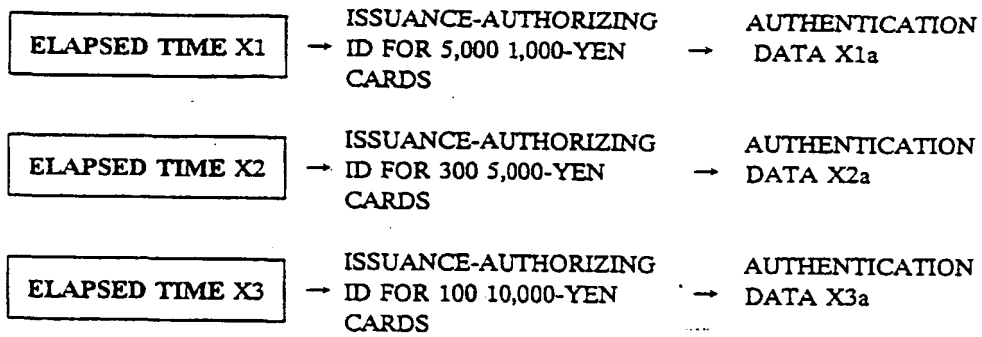 ELAPSED TIME X1 → ISSUANCE-AUTHORIZING ID FOR 5,000 1,000-YEN CARDS → AUTHENTICATION DATA X1a
ELAPSED TIME X2 → ISSUANCE-AUTHORIZING ID FOR 300 5,000-YEN CARDS → AUTHENTICATION DATA X2a
ELAPSED TIME X3 → ISSUANCE-AUTHORIZING ID FOR 100 10,000-YEN CARDS → AUTHENTICATION DATA X3a